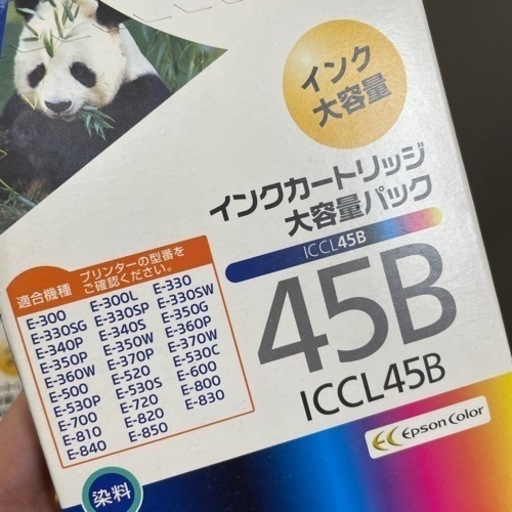 インク
大容量
インクカートリッジ
大容量パック
ICCL45B
45B
ICCL45B
適合機種 プリンターの型番を
ご確認ください。
E-300 E-300L E-330
E-330SG E-330SP E-330SW
E-340P E-340S E-350G
E-350P E-350W E-360P
E-360W E-370P E-370W
E-500 E-520 E-530C
E-530P E-530S E-600
E-700 E-720 E-800
E-810 E-820 E-830
E-840 E-850
Epson Color
染料